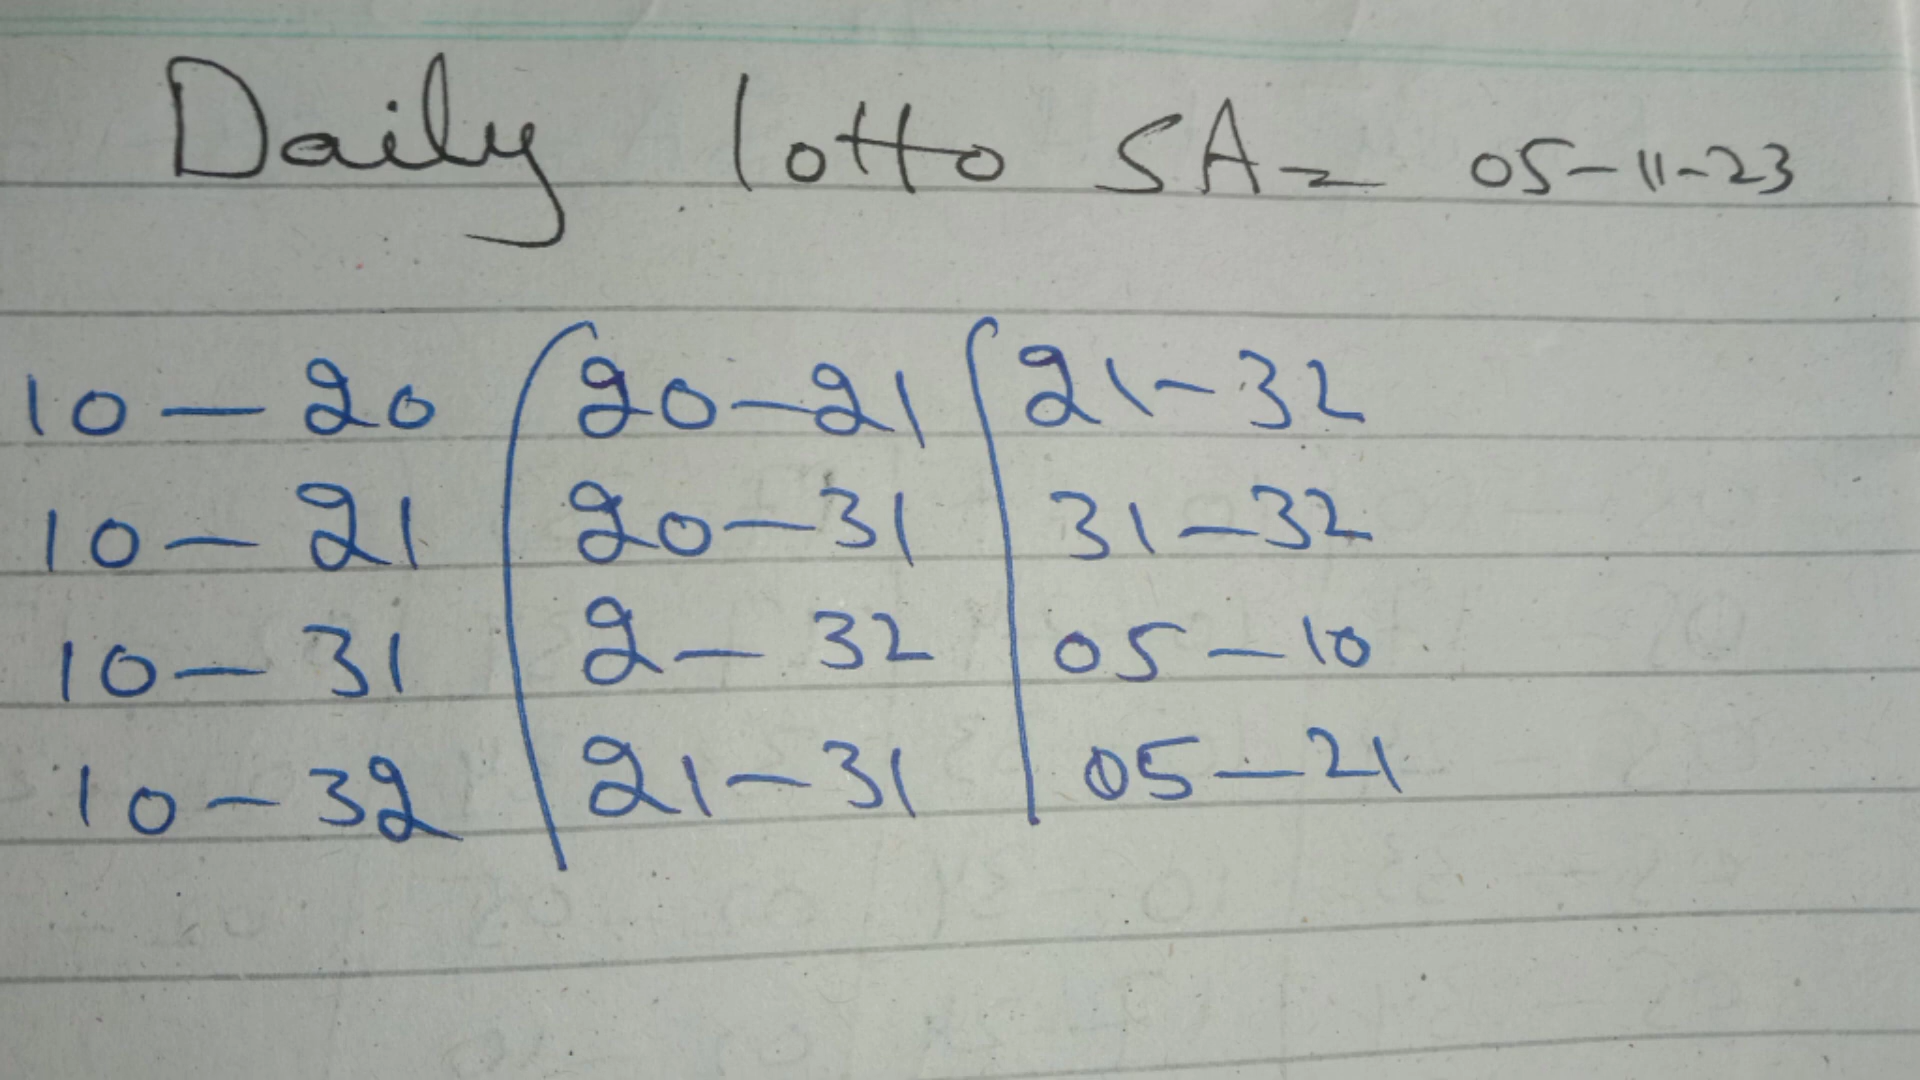 Daily lotto SA= 05-11-23
10 - 20 20-21 21-32
10 - 21 20-31 31-32
10 - 31 2- 32 05-10
10 - 32 21-31 05-21